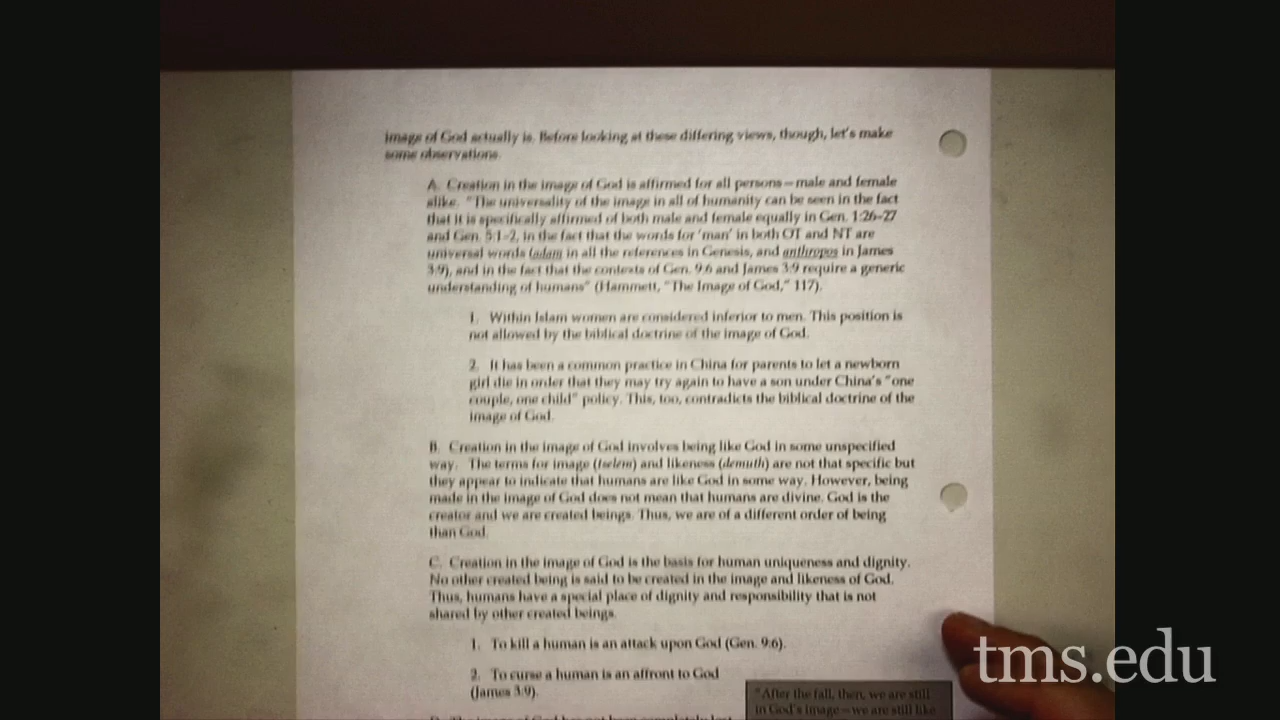 image of God actually is. Before looking at these differing views, though, let's make
some observations.
A. Creation in the image of God is affirmed for all persons—male and female
alike. "The universality of the image in all of humanity can be seen in the fact
that it is specifically affirmed of both male and female equally in Gen. 1:26–27
and Gen. 5:1–2, in the fact that the words for 'man' in both OT and NT are
universal words (adam in all the references in Genesis, and anthropos in James
3:9), and in the fact that the contexts of Gen. 9:6 and James 3:9 require a generic
understanding of humans" (Hammett, "The Image of God," 117).
1. Within Islam women are considered inferior to men. This position is
not allowed by the biblical doctrine of the image of God.
2. It has been a common practice in China for parents to let a newborn
girl die in order that they may try again to have a son under China's "one
couple, one child" policy. This, too, contradicts the biblical doctrine of the
image of God.
B. Creation in the image of God involves being like God in some unspecified
way. The terms for image (tselem) and likeness (demuth) are not that specific but
they appear to indicate that humans are like God in some way. However, being
made in the image of God does not mean that humans are divine. God is the
creator and we are created beings. Thus, we are of a different order of being
than God.
C. Creation in the image of God is the basis for human uniqueness and dignity.
No other created being is said to be created in the image and likeness of God.
Thus, humans have a special place of dignity and responsibility that is not
shared by other created beings.
1. To kill a human is an attack upon God (Gen. 9:6).
2. To curse a human is an affront to God
(James 3:9).
"After the fall, then, we are still
in God's image—we are still like
tms.edu